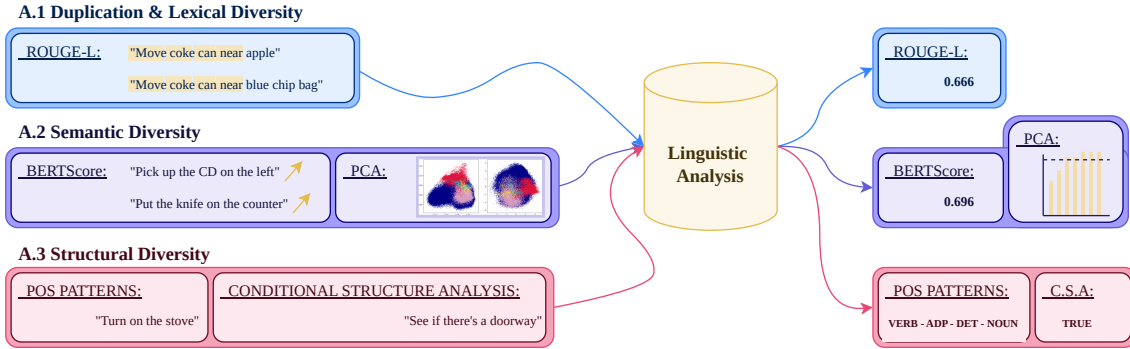 A.1 Duplication & Lexical Diversity
ROUGE-L:
"Move coke can near apple"
"Move coke can near blue chip bag"
A.2 Semantic Diversity
BERTScore:
"Pick up the CD on the left"
"Put the knife on the counter"
PCA:
A.3 Structural Diversity
POS PATTERNS:
"Turn on the stove"
CONDITIONAL STRUCTURE ANALYSIS:
"See if there's a doorway"
Linguistic
Analysis
ROUGE-L:
0.666
BERTScore:
0.696
PCA:
POS PATTERNS:
VERB - ADP - DET - NOUN
C.S.A:
TRUE